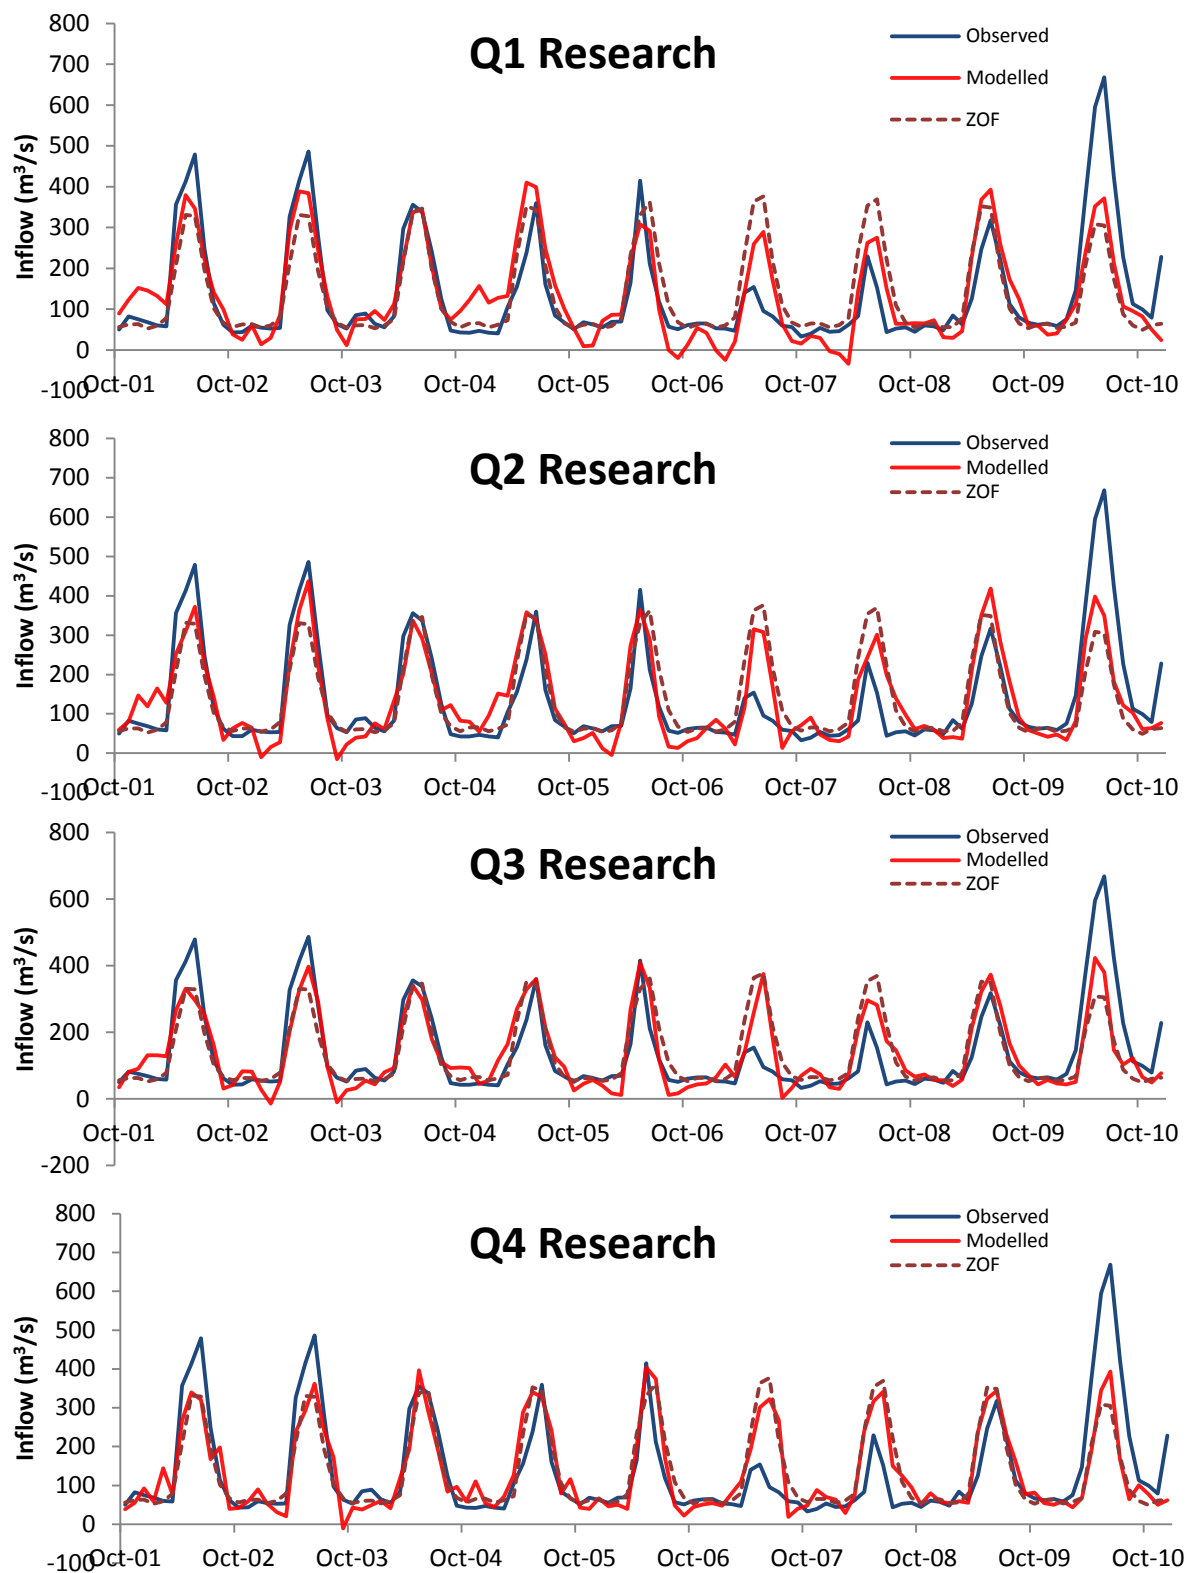 Q1 Research
Observed
Modelled
ZOF
Inflow (m³/s)
800
700
600
500
400
300
200
100
0
-100
Oct-01 Oct-02 Oct-03 Oct-04 Oct-05 Oct-06 Oct-07 Oct-08 Oct-09 Oct-10
Q2 Research
Observed
Modelled
ZOF
Inflow (m³/s)
800
700
600
500
400
300
200
100
0
-100
Oct-01 Oct-02 Oct-03 Oct-04 Oct-05 Oct-06 Oct-07 Oct-08 Oct-09 Oct-10
Q3 Research
Observed
Modelled
ZOF
Inflow (m³/s)
800
600
400
200
0
-200
Oct-01 Oct-02 Oct-03 Oct-04 Oct-05 Oct-06 Oct-07 Oct-08 Oct-09 Oct-10
Q4 Research
Observed
Modelled
ZOF
Inflow (m³/s)
800
700
600
500
400
300
200
100
0
-100
Oct-01 Oct-02 Oct-03 Oct-04 Oct-05 Oct-06 Oct-07 Oct-08 Oct-09 Oct-10